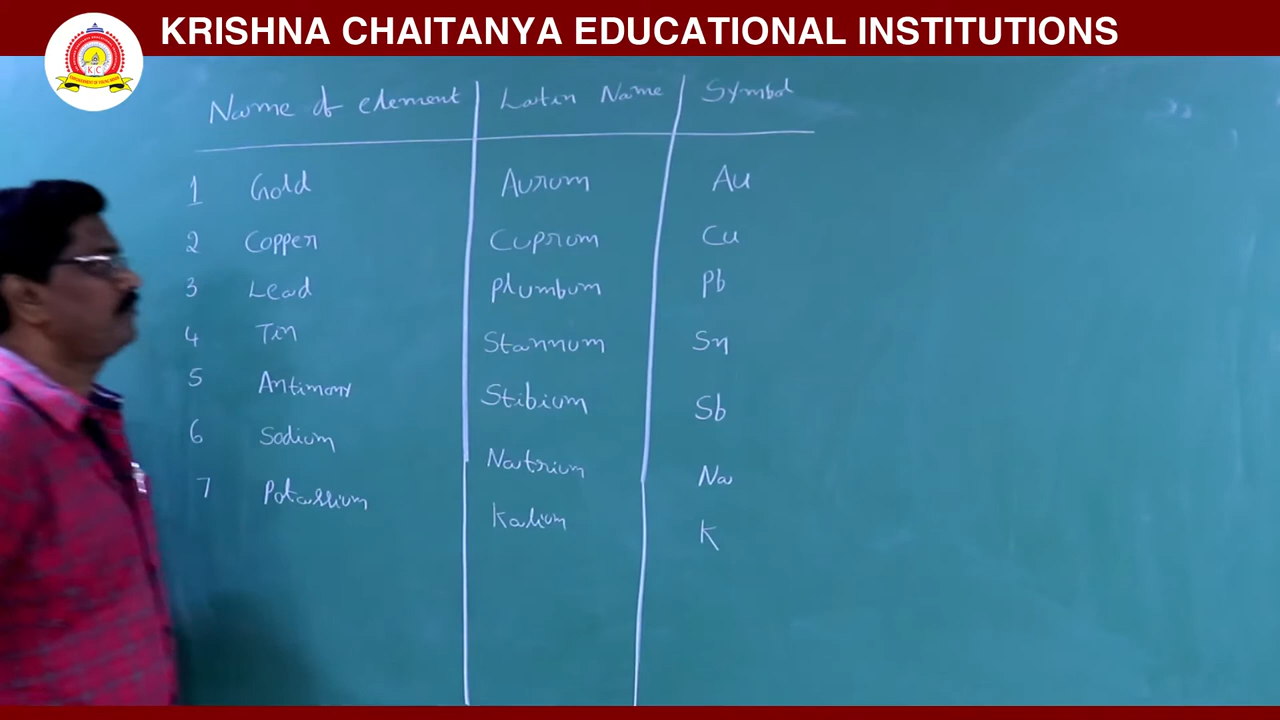 KRISHNA CHAITANYA EDUCATIONAL INSTITUTIONS
K C
Name of element Latin Name Symbol
1 Gold Aurum Au
2 Copper Cuprum Cu
3 Lead Plumbum Pb
4 Tin Stannum Sn
5 Antimony Stibium Sb
6 Sodium Natrium Na
7 Potassium Kalium K